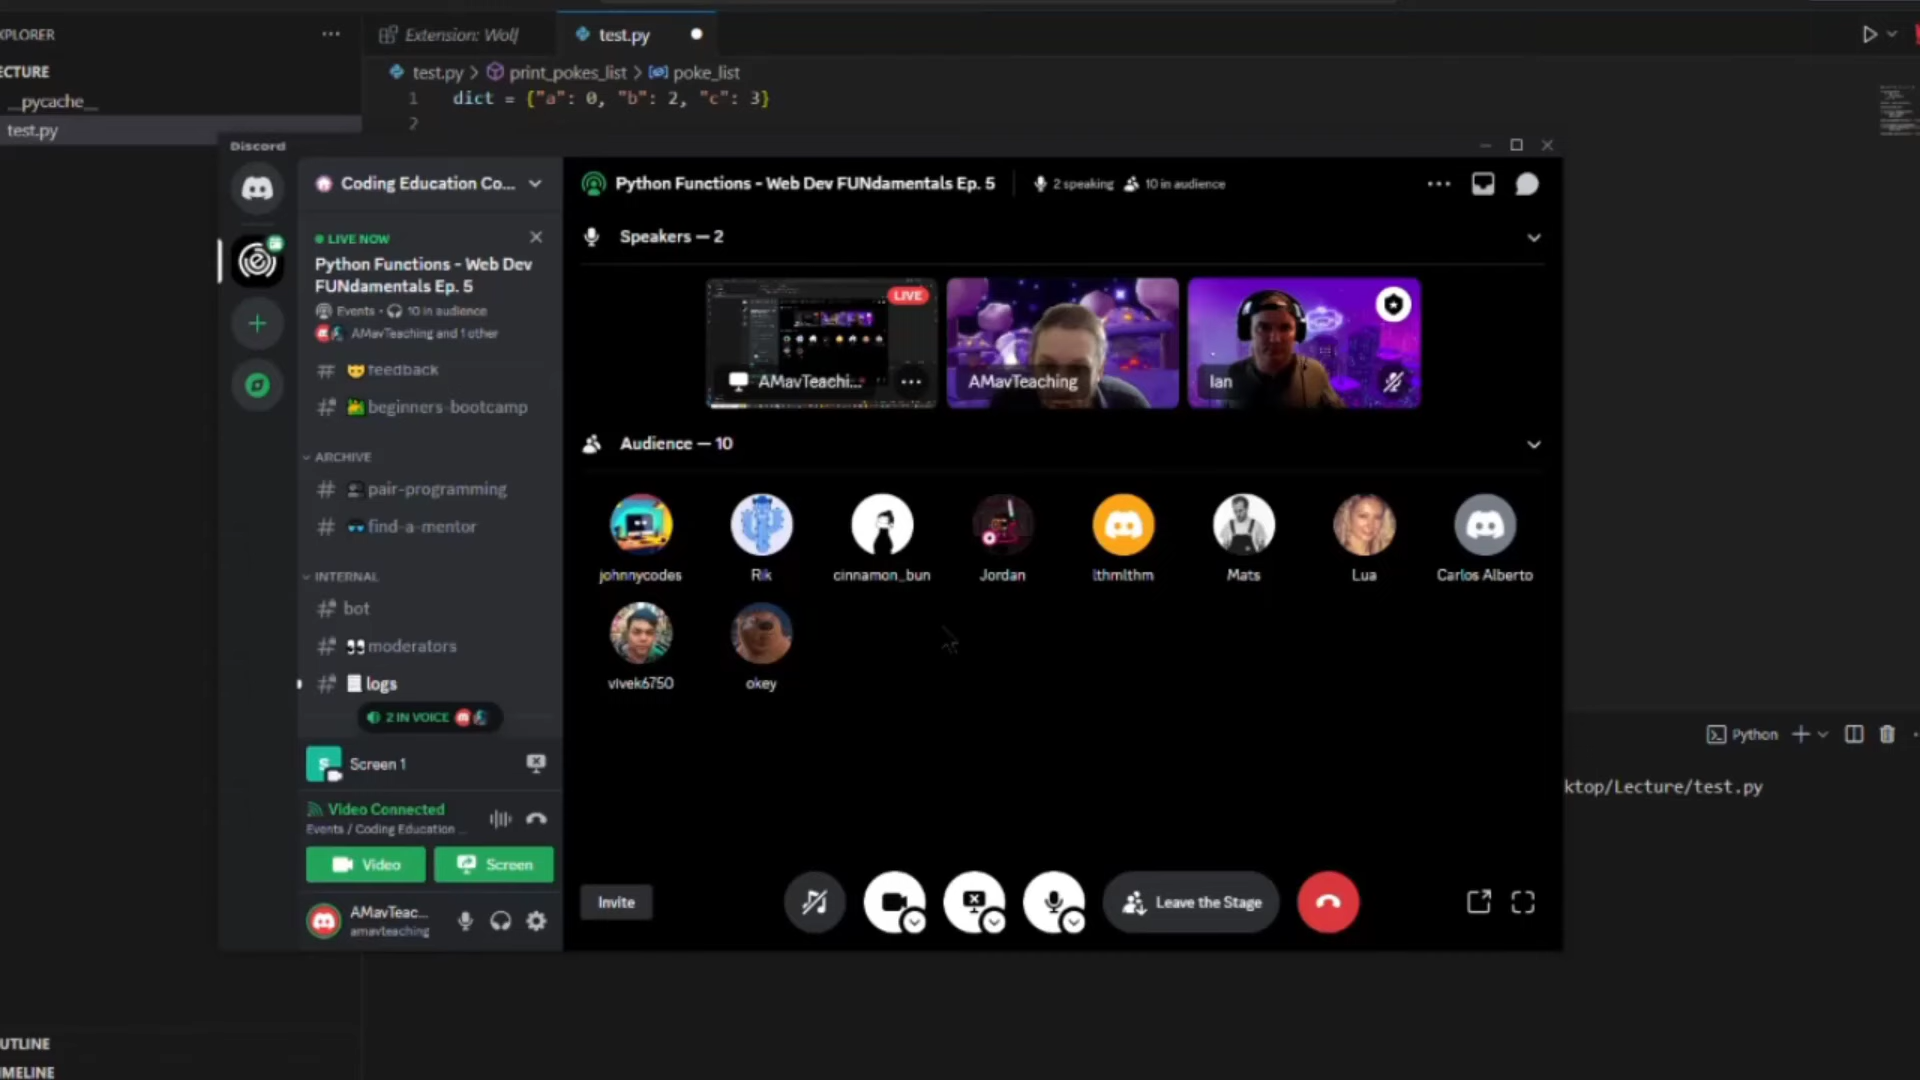 XPLORER
Extension: Wolf
test.py
ECTURE
test.py > print_pokes_list > poke_list
__pycache__
1 dict = {"a": 0, "b": 2, "c": 3}
test.py
2
Discord
Coding Education Co...
Python Functions - Web Dev FUNdamentals Ep. 5
2 speaking
10 in audience
LIVE NOW
Python Functions - Web Dev
FUNdamentals Ep. 5
Events • 10 in audience
AMavTeaching and 1 other
# feedback
# beginners-bootcamp
ARCHIVE
# pair-programming
# find-a-mentor
INTERNAL
# bot
# moderators
# logs
2 IN VOICE
S Screen 1
Video Connected
Events / Coding Education ...
Video
Screen
AMavTeac...
amavteaching
Speakers — 2
LIVE
AMavTeachi...
AMavTeaching
Ian
Audience — 10
johnnycodes
Rik
cinnamon_bun
Jordan
lthmlthm
Mats
Lua
Carlos Alberto
vivek6750
okey
Invite
Leave the Stage
Python
ktop/Lecture/test.py
UTLINE
IMELINE